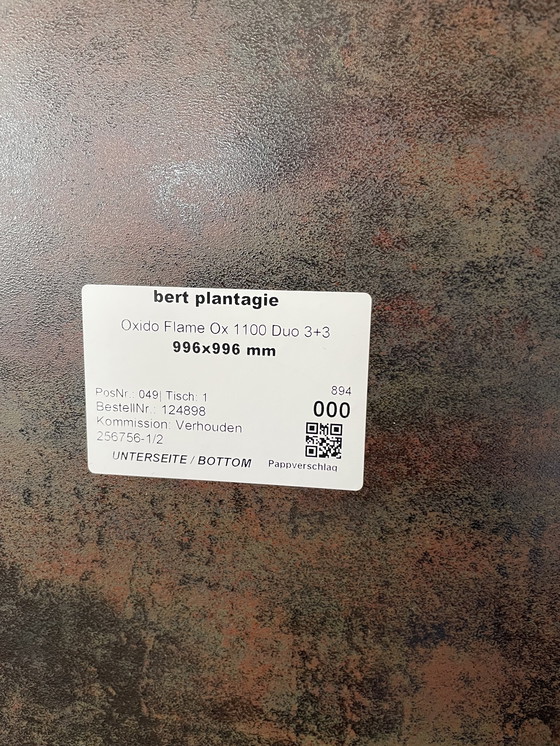 bert plantagie
Oxido Flame Ox 1100 Duo 3+3
996x996 mm
894
PosNr.: 049| Tisch: 1
000
BestellNr.: 124898
Kommission: Verhouden
256756-1/2
UNTERSEITE / BOTTOM Pappverschlag